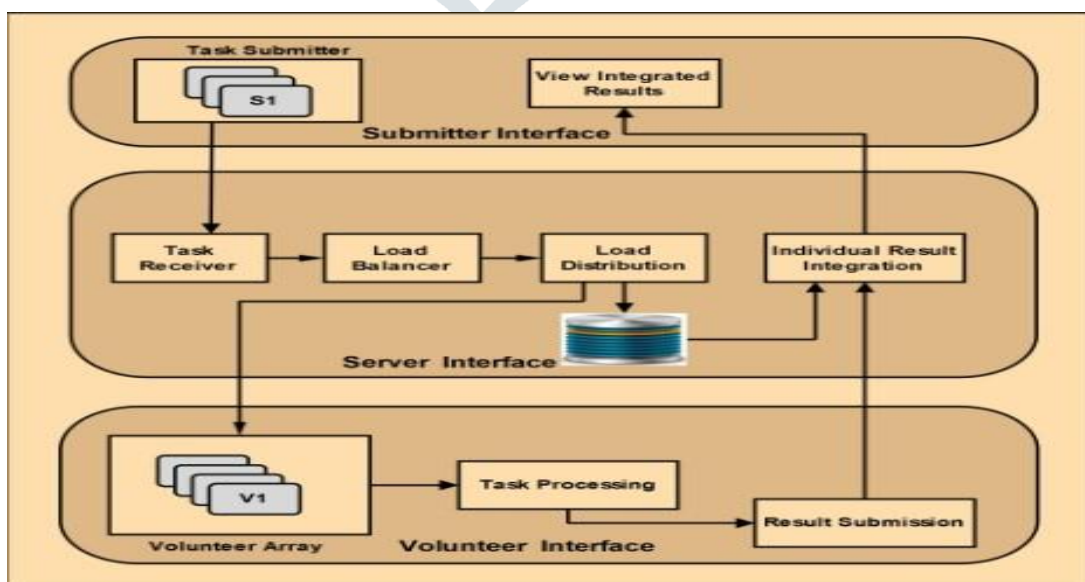 Task Submitter
S1
View Integrated
Results
Submitter Interface
Task
Receiver
Load
Balancer
Load
Distribution
Individual Result
Integration
Server Interface
V1
Volunteer Array
Task Processing
Result Submission
Volunteer Interface